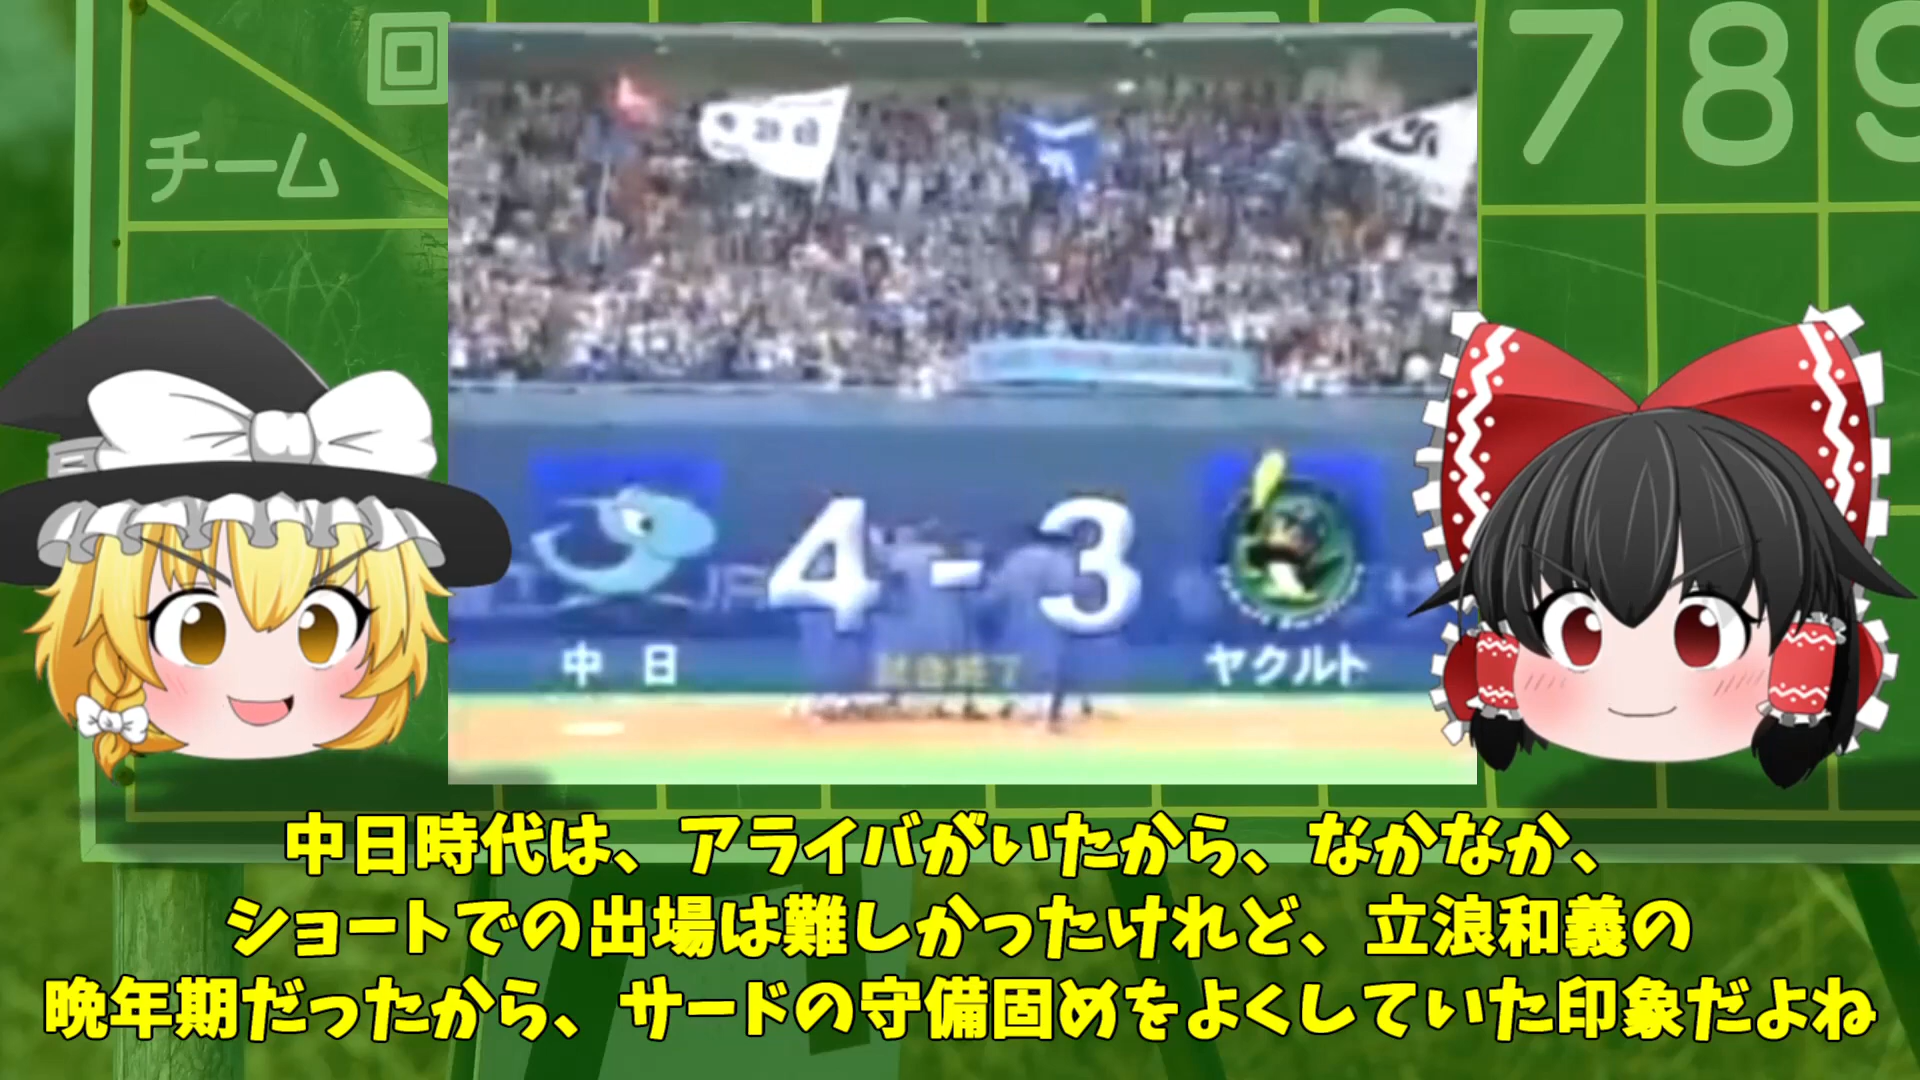 回
チーム
7 8 9
4 - 3
中日 ヤクルト
試合終了
中日時代は、アライバがいたから、なかなか、
ショートでの出場は難しかったけれど、立浪和義の
晩年期だったから、サードの守備固めをよくしていた印象だよね